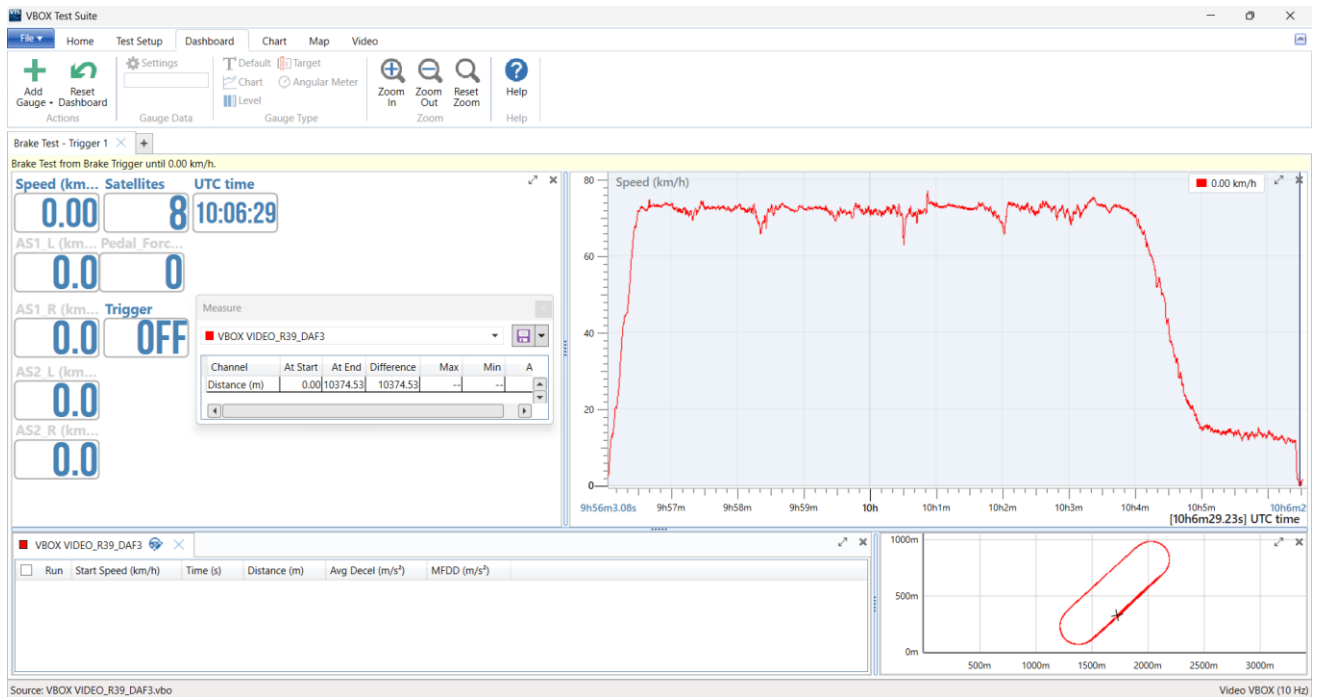 VBOX Test Suite
File Home Test Setup Dashboard Chart Map Video
Add Gauge
Reset Dashboard
Actions
Settings
Gauge Data
Default Target
Chart Angular Meter
Level
Gauge Type
Zoom In
Zoom Out
Reset Zoom
Zoom
Help
Help
Brake Test - Trigger 1
Brake Test from Brake Trigger until 0.00 km/h.
Speed (km... Satellites UTC time
0.00 8 10:06:29
AS1_L (km... Pedal_Forc...
0.0 0
AS1_R (km... Trigger
0.0 OFF
AS2_L (km...
0.0
AS2_R (km...
0.0
Measure
VBOX VIDEO_R39_DAF3
Channel At Start At End Difference Max Min A
Distance (m) 0.00 10374.53 10374.53 -- --
Speed (km/h)
0.00 km/h
80
60
40
20
0
9h56m3.08s 9h57m 9h58m 9h59m 10h 10h1m 10h2m 10h3m 10h4m 10h5m 10h6m2
[10h6m29.23s] UTC time
VBOX VIDEO_R39_DAF3
Run Start Speed (km/h) Time (s) Distance (m) Avg Decel (m/s²) MFDD (m/s²)
1000m
500m
0m
500m 1000m 1500m 2000m 2500m 3000m
Source: VBOX VIDEO_R39_DAF3.vbo
Video VBOX (10 Hz)